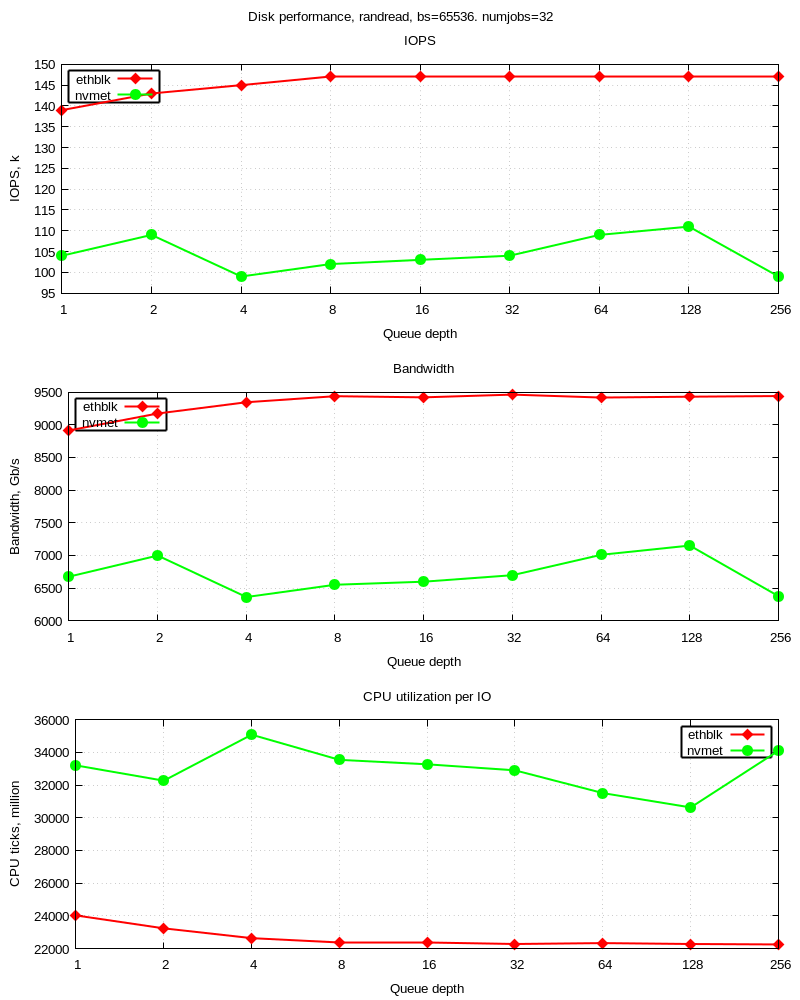 Disk performance, randread, bs=65536. numjobs=32
IOPS
150
145
140
135
130
125
120
115
110
105
100
95
IOPS, k
ethblk
nvmet
1 2 4 8 16 32 64 128 256
Queue depth
Bandwidth
9500
9000
8500
8000
7500
7000
6500
6000
Bandwidth, Gb/s
ethblk
nvmet
1 2 4 8 16 32 64 128 256
Queue depth
CPU utilization per IO
36000
34000
32000
30000
28000
26000
24000
22000
CPU ticks, million
ethblk
nvmet
1 2 4 8 16 32 64 128 256
Queue depth